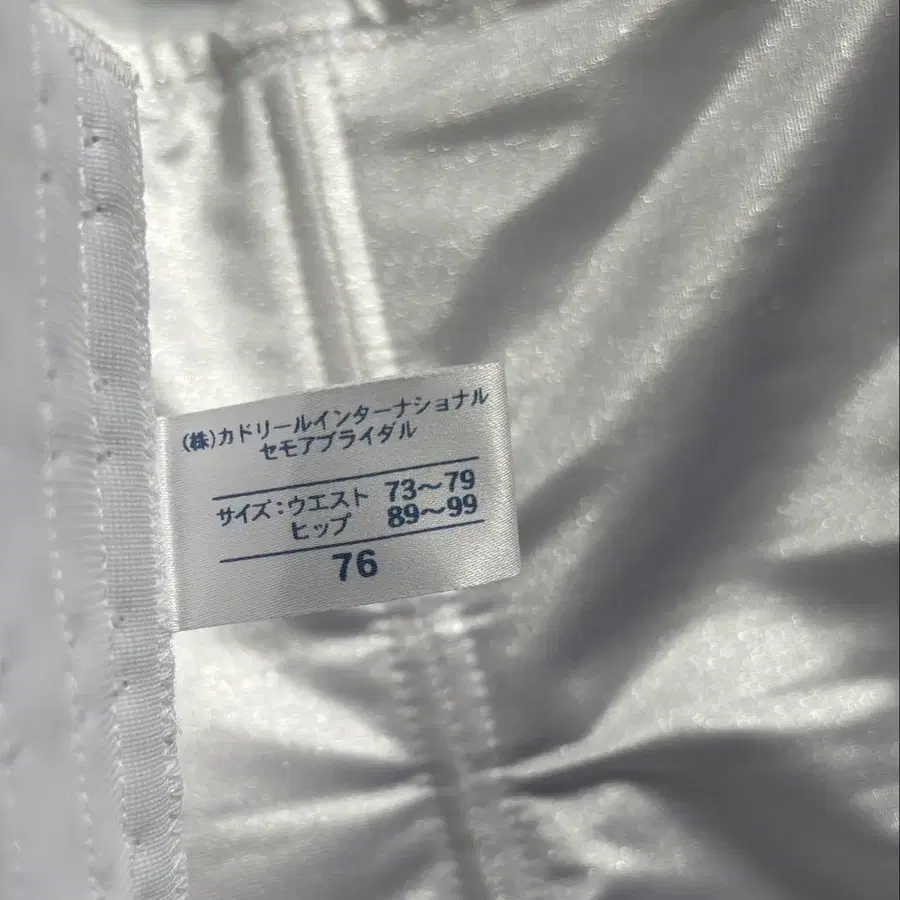 (株)カドリールインターナショナル
セモアブライダル
サイズ:ウエスト 73〜79
ヒップ 89〜99
76